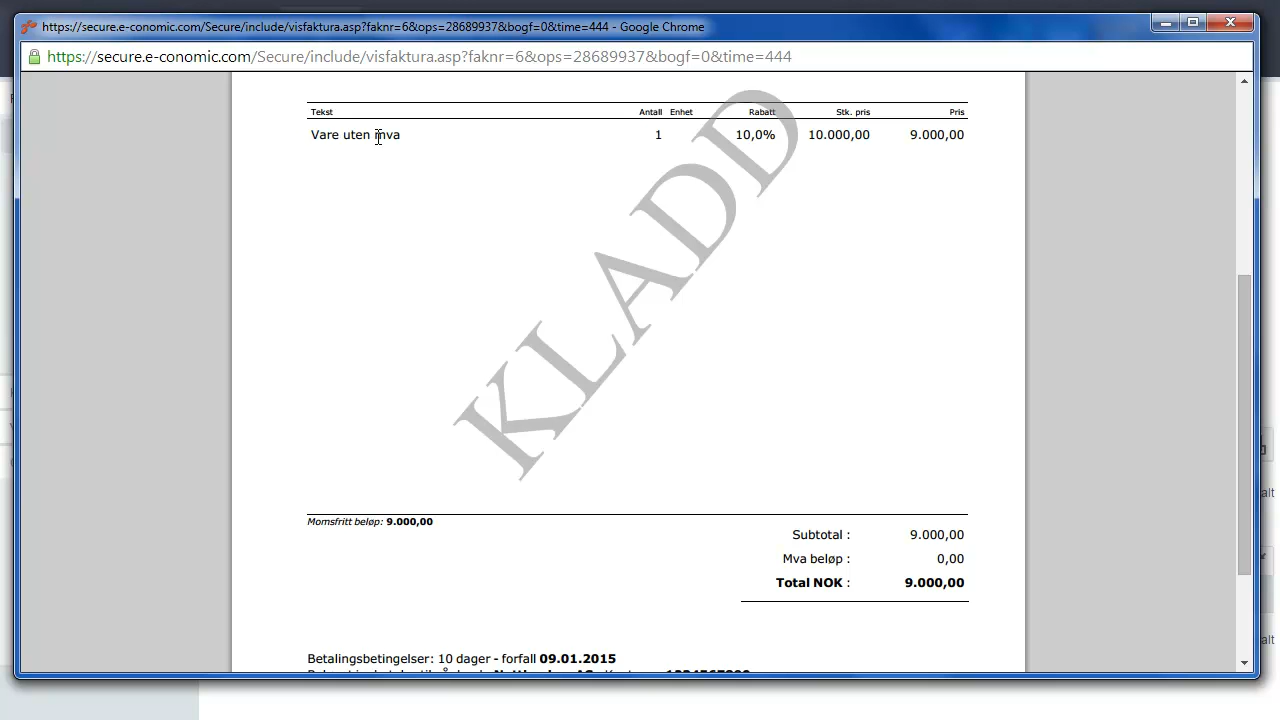 https://secure.e-conomic.com/Secure/include/visfaktura.asp?faknr=6&ops=28689937&bogf=0&time=444 - Google Chrome
https://secure.e-conomic.com/Secure/include/visfaktura.asp?faknr=6&ops=28689937&bogf=0&time=444
Tekst Antall Enhet Rabatt Stk. pris Pris
Vare uten mva 1 10,0% 10.000,00 9.000,00
KLADD
Momsfritt beløp: 9.000,00
Subtotal : 9.000,00
Mva beløp : 0,00
Total NOK : 9.000,00
Betalingsbetingelser: 10 dager - forfall 09.01.2015
alt
alt